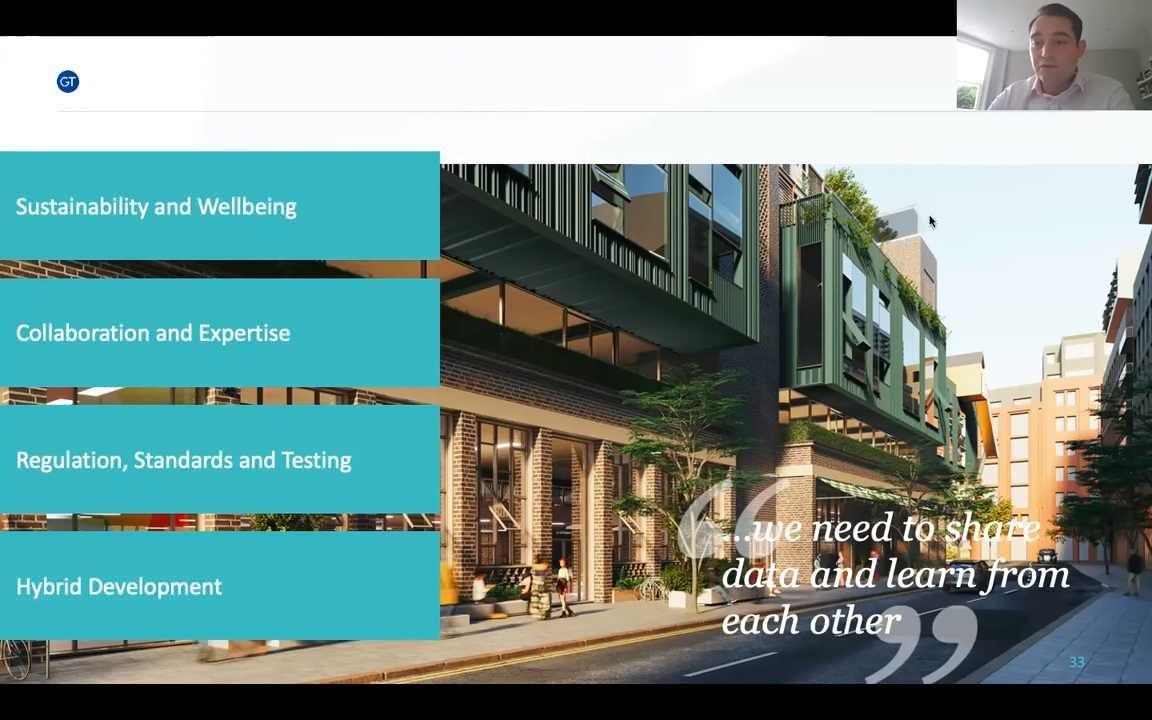 GT
Sustainability and Wellbeing
Collaboration and Expertise
Regulation, Standards and Testing
Hybrid Development
“
...we need to share
data and learn from
each other
”
33